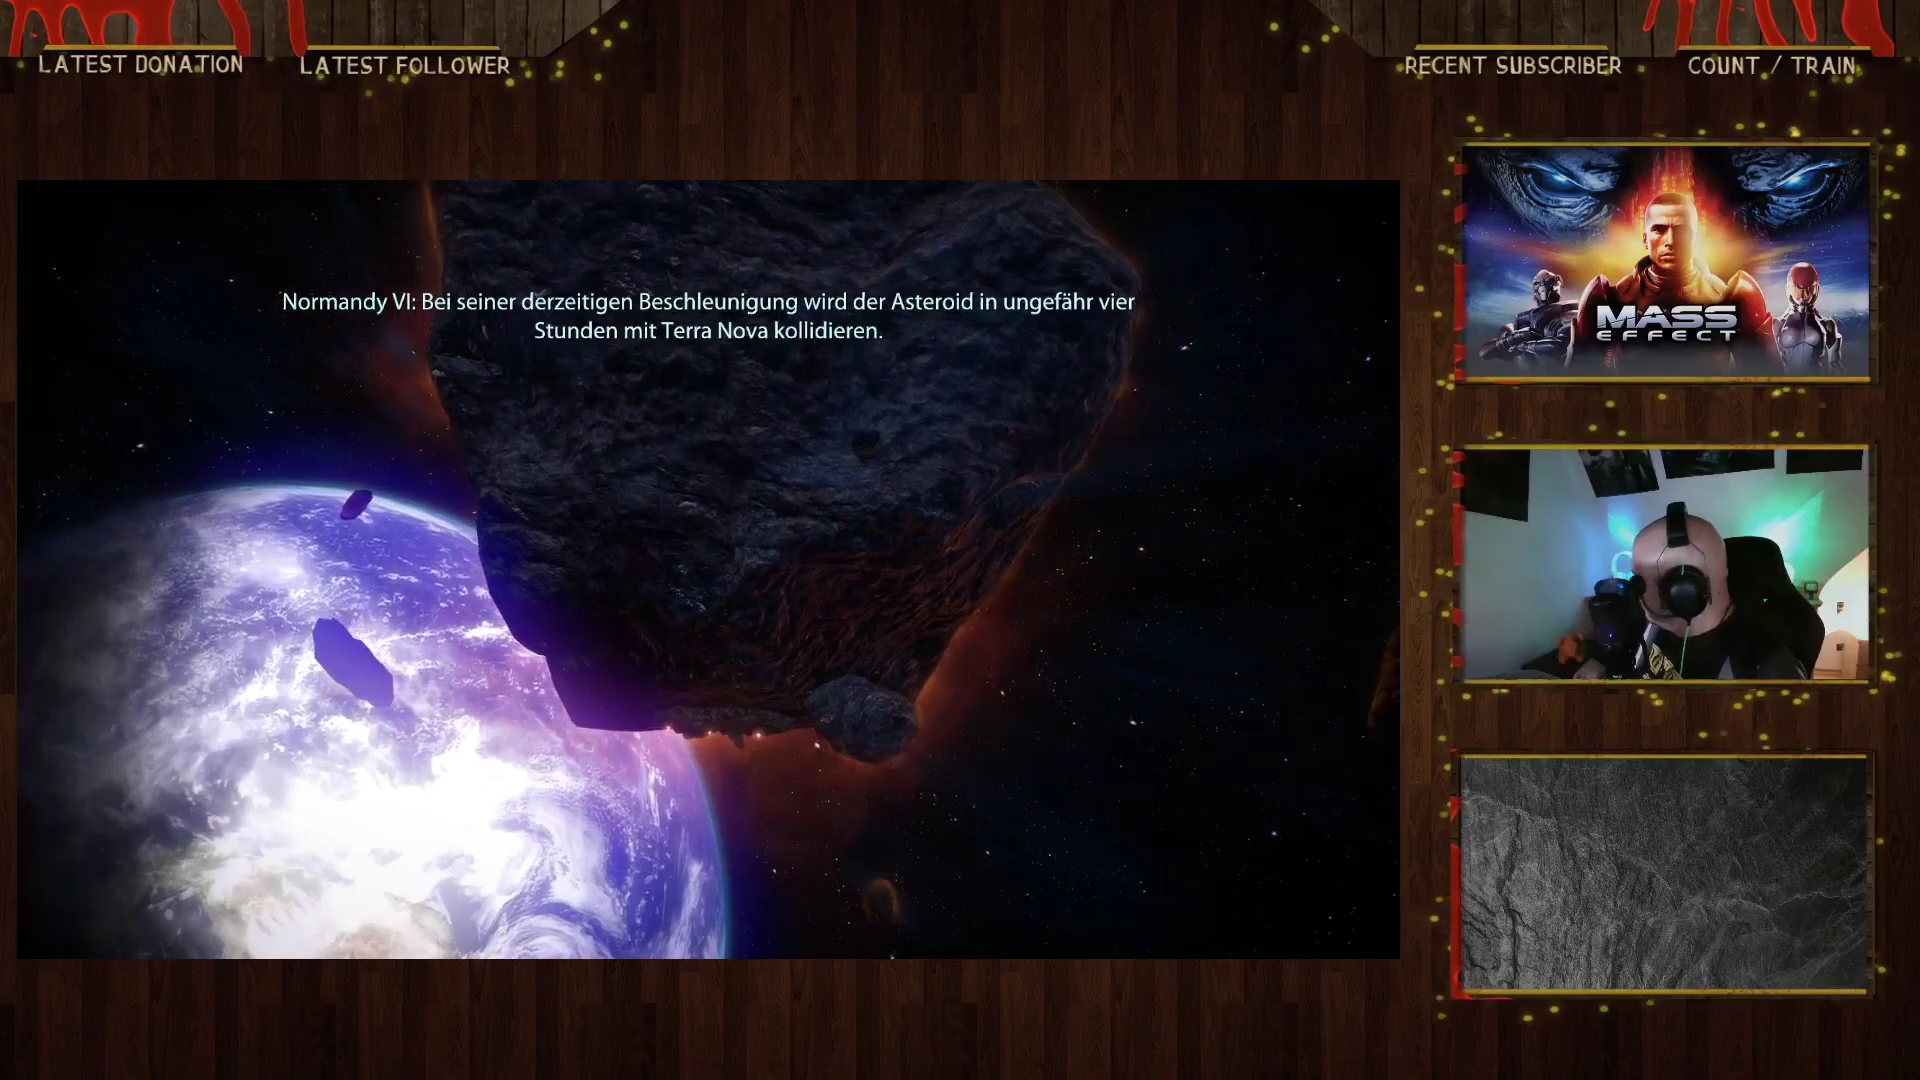 LATEST DONATION
LATEST FOLLOWER
RECENT SUBSCRIBER
COUNT / TRAIN
Normandy VI: Bei seiner derzeitigen Beschleunigung wird der Asteroid in ungefähr vier
Stunden mit Terra Nova kollidieren.
MASS
EFFECT